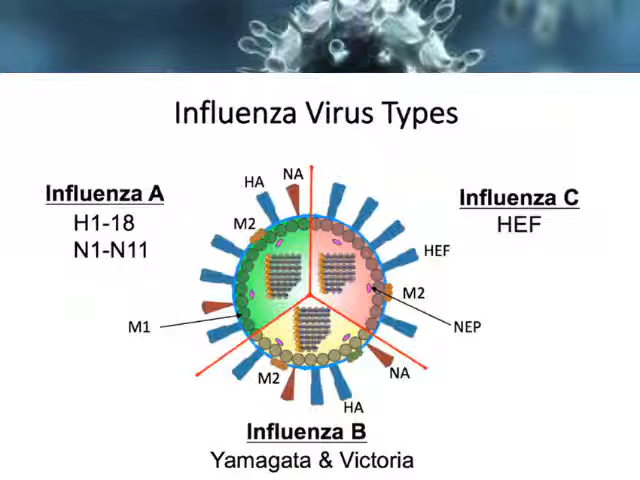 Influenza Virus Types
Influenza A
H1-18
N1-N11
HA
NA
M2
M1
Influenza C
HEF
HEF
M2
NEP
NA
M2
HA
Influenza B
Yamagata & Victoria